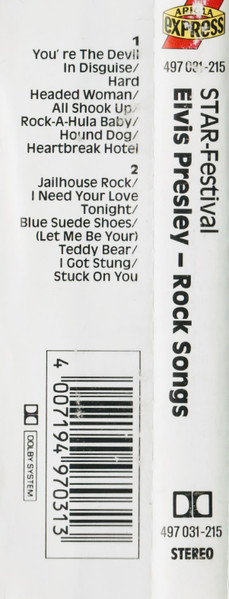 1
You' re The Devil
In Disguise/
Hard
Headed Woman/
All Shook Up/
Rock-A-Hula Baby/
Hound Dog/
Heartbreak Hotel
2
Jailhouse Rock/
I Need Your Love
Tonight/
Blue Suede Shoes/
(Let Me Be Your)
Teddy Bear/
I Got Stung/
Stuck On You
DOLBY SYSTEM
4 007194 970313
EXPRESS
497 031-215
STAR-Festival
Elvis Presley – Rock Songs
497 031-215
STEREO